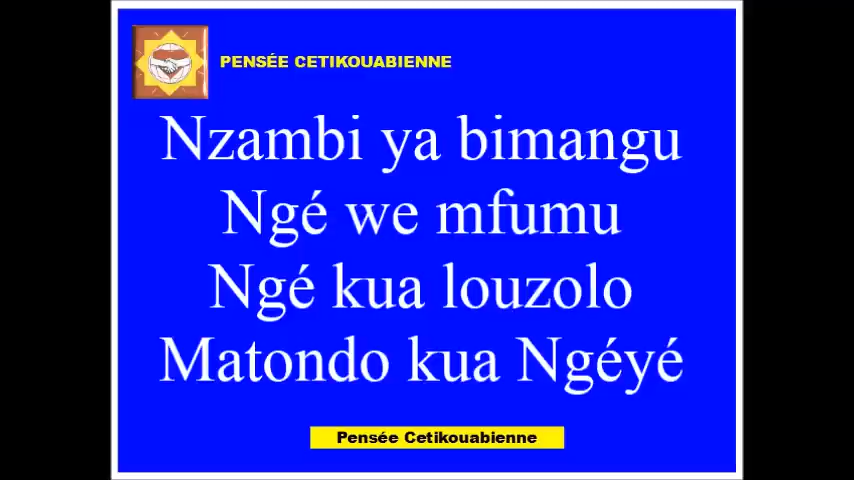 PENSÉE CETIKOUABIENNE
Nzambi ya bimangu
Ngé we mfumu
Ngé kua louzolo
Matondo kua Ngéyé
Pensée Cetikouabienne